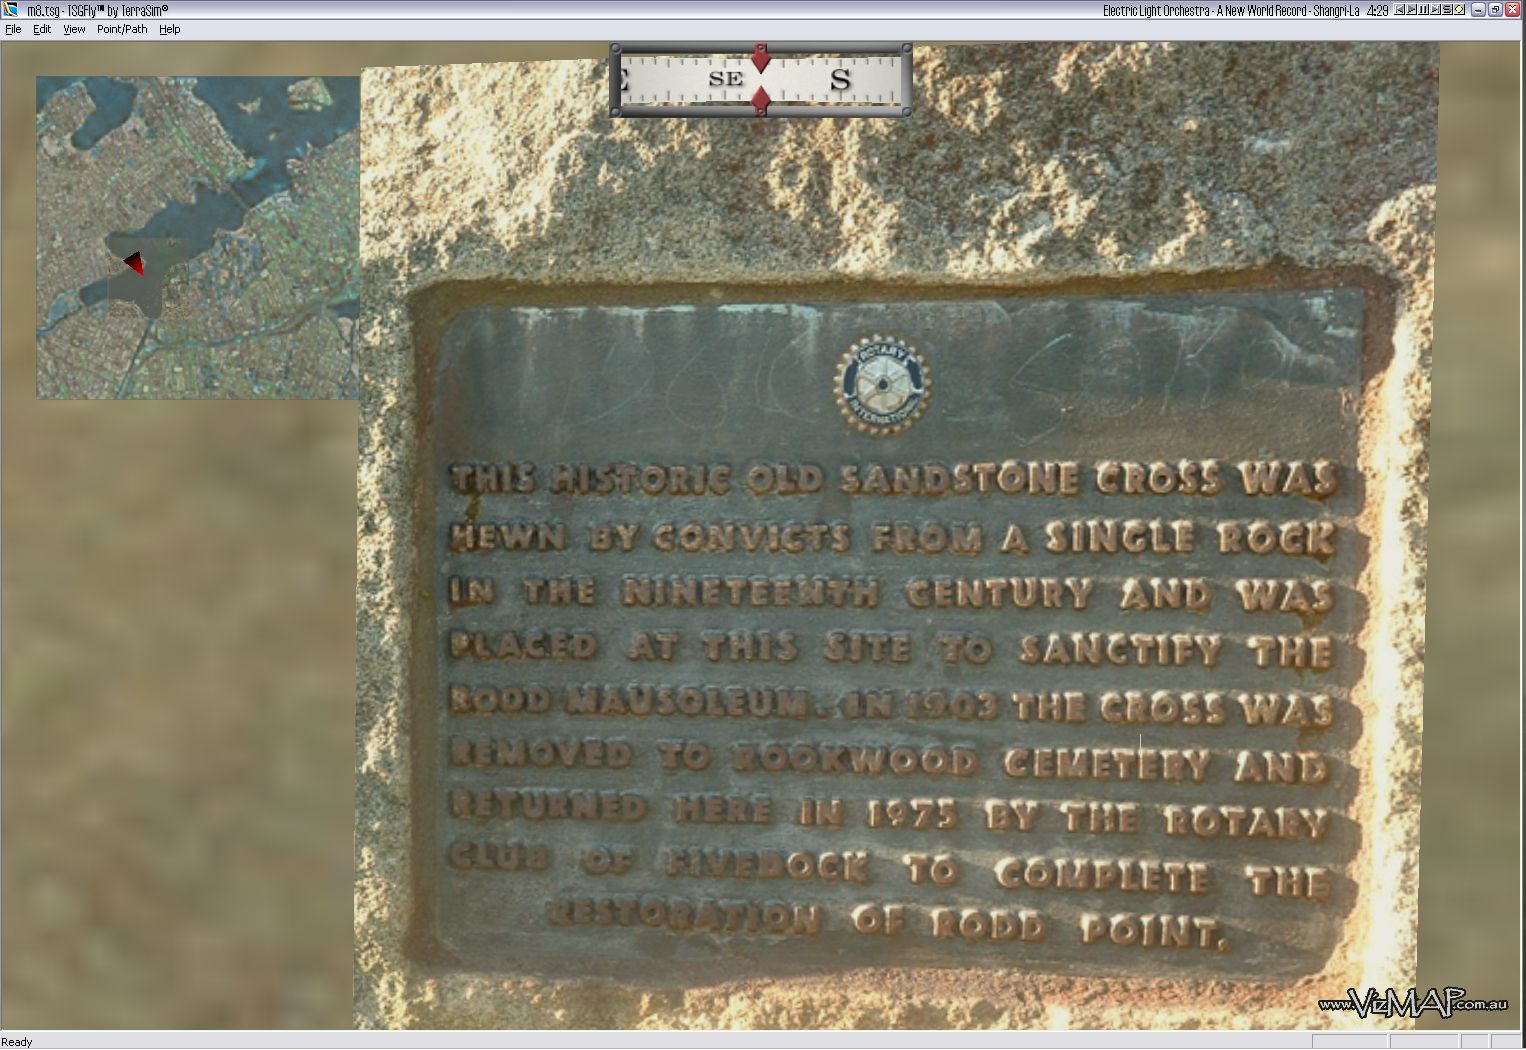 m8.tsg - TSGFly™ by TerraSim®
Electric Light Orchestra - A New World Record - Shangri-La 4:29
File Edit View Point/Path Help
E SE S
ROTARY
INTERNATIONAL
THIS HISTORIC OLD SANDSTONE CROSS WAS
HEWN BY CONVICTS FROM A SINGLE ROCK
IN THE NINETEENTH CENTURY AND WAS
PLACED AT THIS SITE TO SANCTIFY THE
RODD MAUSOLEUM. IN 1903 THE CROSS WAS
REMOVED TO ROOKWOOD CEMETERY AND
RETURNED HERE IN 1975 BY THE ROTARY
CLUB OF FIVEDOCK TO COMPLETE THE
RESTORATION OF RODD POINT.
www.VizMAP.com.au
Ready